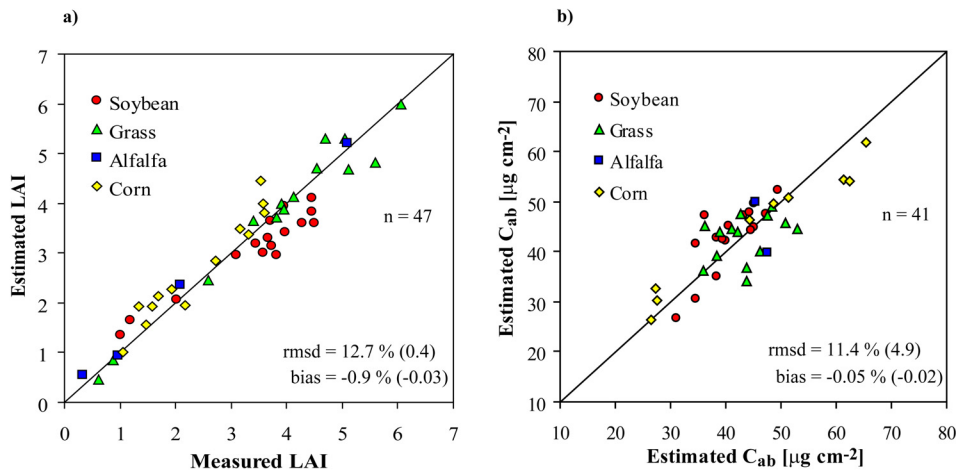 a)
7
6
5
4
3
2
1
0
0 1 2 3 4 5 6 7
Estimated LAI
Measured LAI
Soybean
Grass
Alfalfa
Corn
n = 47
rmsd = 12.7 % (0.4)
bias = -0.9 % (-0.03)
b)
80
70
60
50
40
30
20
10
10 20 30 40 50 60 70 80
Estimated Cab [μg cm-2]
Estimated Cab [μg cm-2]
Soybean
Grass
Alfalfa
Corn
n = 41
rmsd = 11.4 % (4.9)
bias = -0.05 % (-0.02)